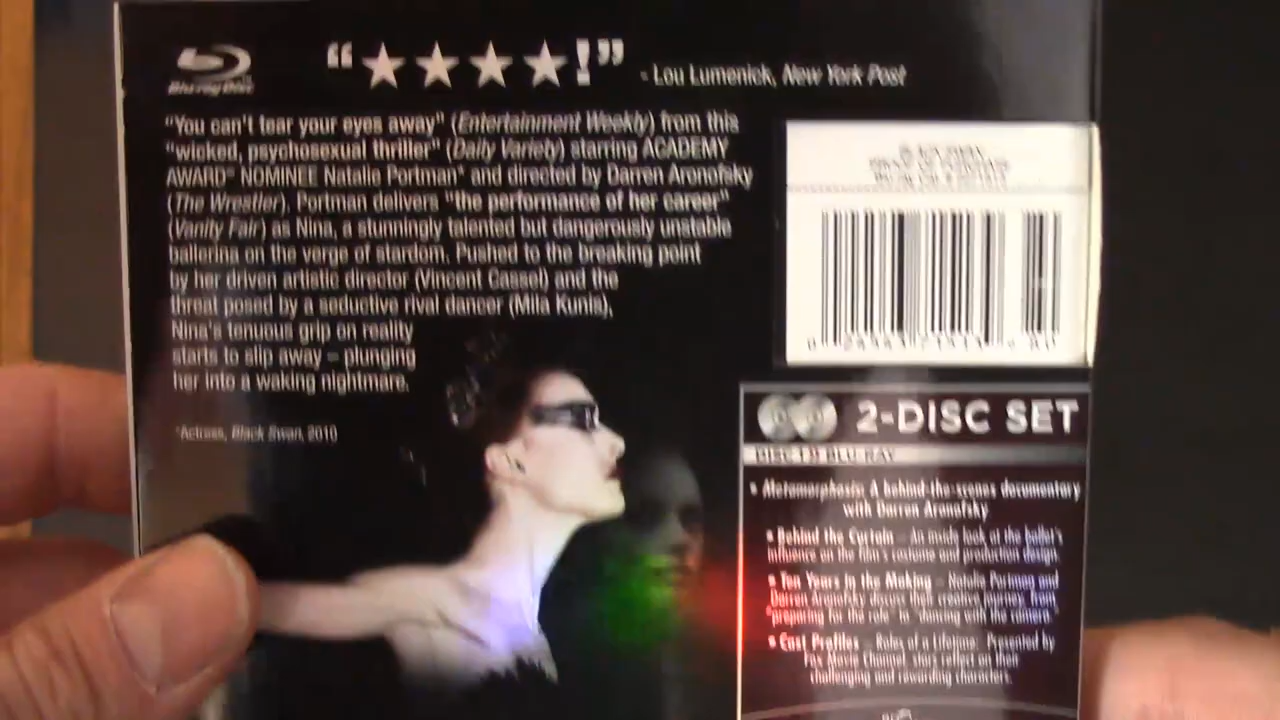 Blu-ray Disc
“★★★★!” - Lou Lumenick, New York Post
“You can't tear your eyes away” (Entertainment Weekly) from this
“wicked, psychosexual thriller” (Daily Variety) starring ACADEMY
AWARD® NOMINEE Natalie Portman* and directed by Darren Aronofsky
(The Wrestler). Portman delivers “the performance of her career”
(Vanity Fair) as Nina, a stunningly talented but dangerously unstable
ballerina on the verge of stardom. Pushed to the breaking point
by her driven artistic director (Vincent Cassel) and the
threat posed by a seductive rival dancer (Mila Kunis),
Nina's tenuous grip on reality
starts to slip away – plunging
her into a waking nightmare.
*Actress, Black Swan, 2010
2-DISC SET
DISC 1 BLU-RAY
• Metamorphosis: A behind-the-scenes documentary
with Darren Aronofsky
• Behind the Curtain – An inside look at the ballet's
influence on the film's costume and production design
• Ten Years in the Making – Natalie Portman and
Darren Aronofsky discuss their creative journey, from
“preparing for the role” to “dancing with the camera”
• Cast Profiles – Roles of a Lifetime: Presented by
Fox Movie Channel, stars reflect on their
challenging and rewarding characters.